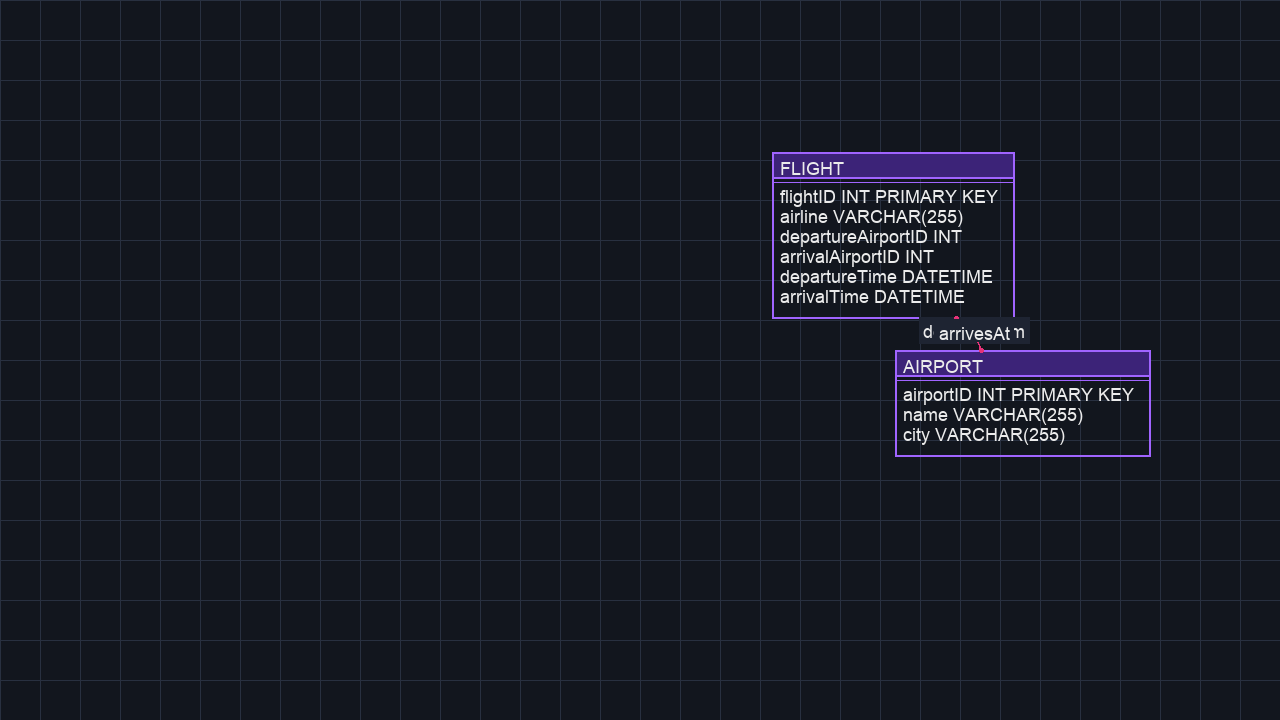 FLIGHT
flightID INT PRIMARY KEY
airline VARCHAR(255)
departureAirportID INT
arrivalAirportID INT
departureTime DATETIME
arrivalTime DATETIME
arrivesAt
AIRPORT
airportID INT PRIMARY KEY
name VARCHAR(255)
city VARCHAR(255)